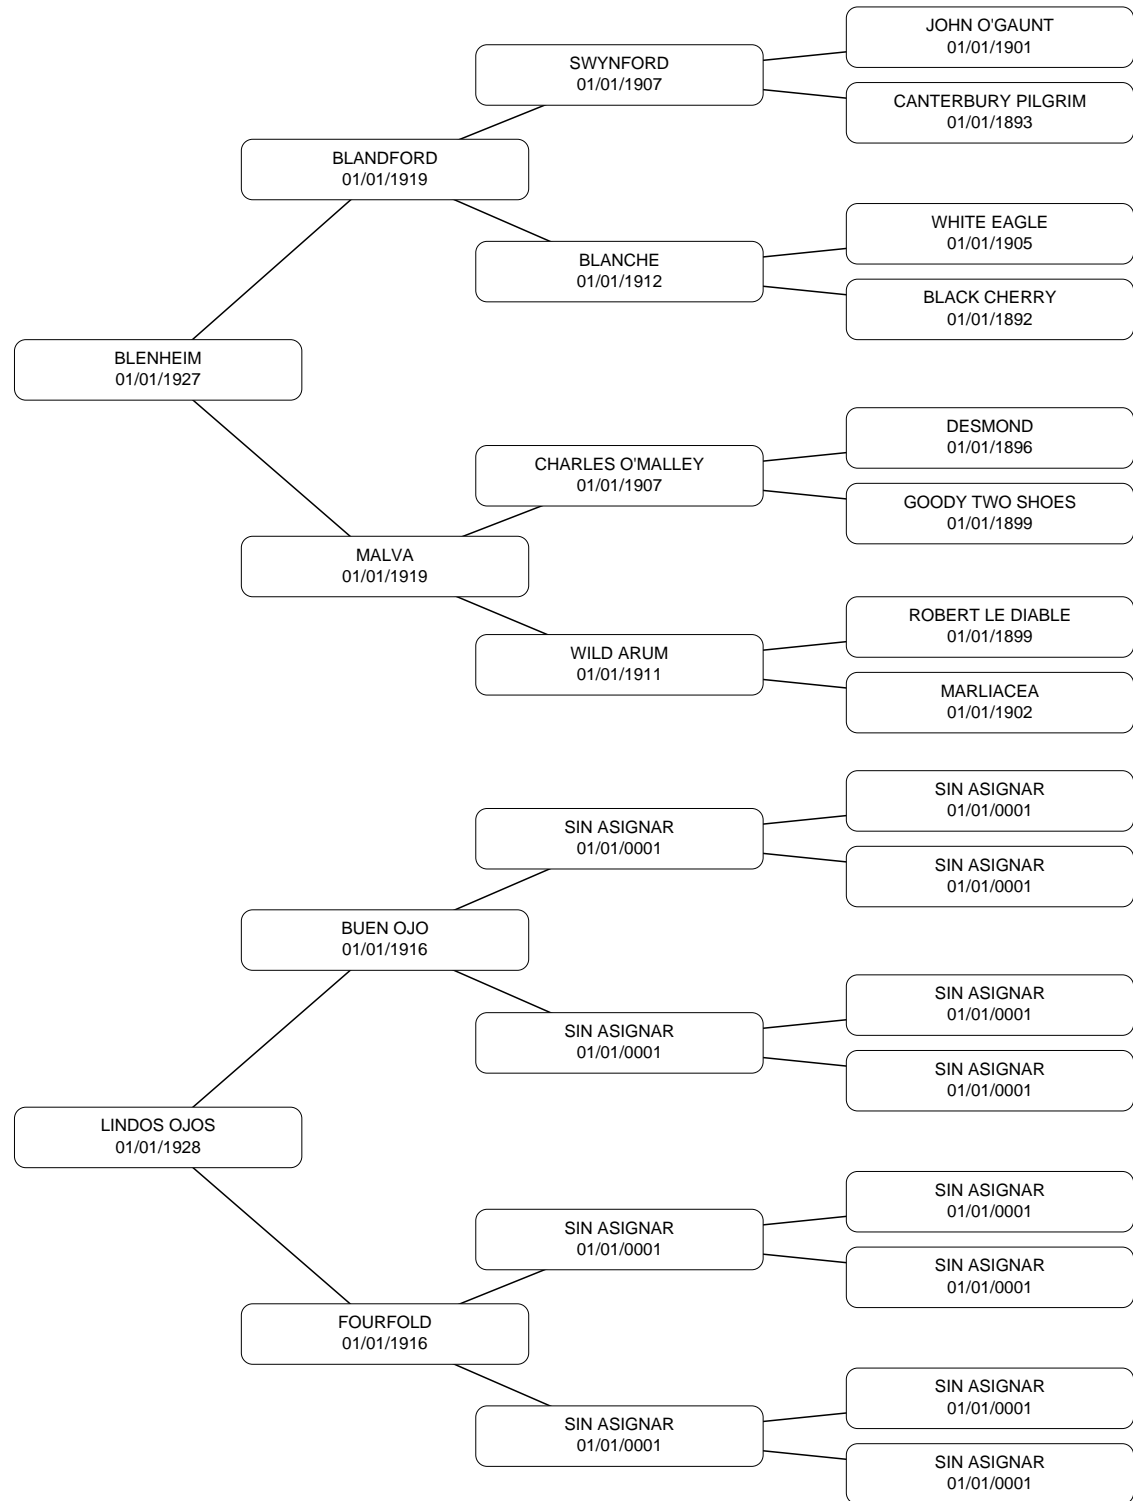 JOHN O'GAUNT
01/01/1901
SWYNFORD
01/01/1907
CANTERBURY PILGRIM
01/01/1893
BLANDFORD
01/01/1919
WHITE EAGLE
01/01/1905
BLANCHE
01/01/1912
BLACK CHERRY
01/01/1892
BLENHEIM
01/01/1927
DESMOND
01/01/1896
CHARLES O'MALLEY
01/01/1907
GOODY TWO SHOES
01/01/1899
MALVA
01/01/1919
ROBERT LE DIABLE
01/01/1899
WILD ARUM
01/01/1911
MARLIACEA
01/01/1902
SIN ASIGNAR
01/01/0001
SIN ASIGNAR
01/01/0001
SIN ASIGNAR
01/01/0001
BUEN OJO
01/01/1916
SIN ASIGNAR
01/01/0001
SIN ASIGNAR
01/01/0001
SIN ASIGNAR
01/01/0001
LINDOS OJOS
01/01/1928
SIN ASIGNAR
01/01/0001
SIN ASIGNAR
01/01/0001
SIN ASIGNAR
01/01/0001
FOURFOLD
01/01/1916
SIN ASIGNAR
01/01/0001
SIN ASIGNAR
01/01/0001
SIN ASIGNAR
01/01/0001